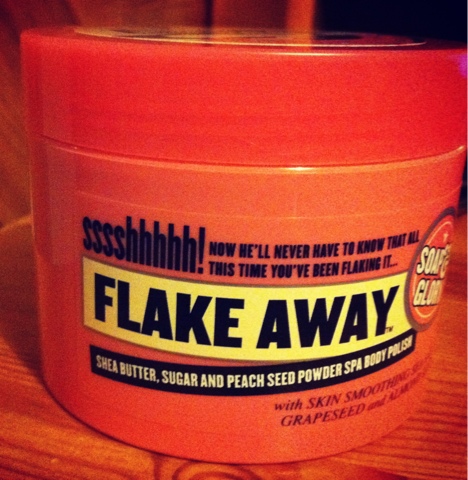 sssshhhhh! NOW HE'LL NEVER HAVE TO KNOW THAT ALL
THIS TIME YOU'VE BEEN FLAKING IT...
SOAP &
GLORY
FLAKE AWAY™
SHEA BUTTER, SUGAR AND PEACH SEED POWDER SPA BODY POLISH
with SKIN SMOOTHING
GRAPESEED and